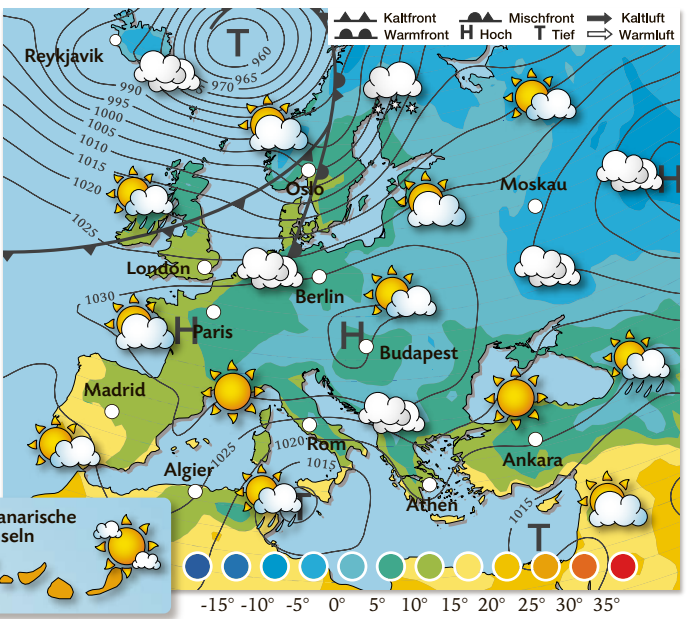 Kaltfront Mischfront Kaltluft
Warmfront H Hoch T Tief Warmluft
Reykjavik
T
960
965
970
990
995
1000
1005
1010
1015
1020
1025
Oslo
Moskau
H
London
Berlin
1030
H
Paris
H
Budapest
Madrid
1025
1020
Rom
1015
Algier
Ankara
Athen
T
1015
T
anarische
seln
-15° -10° -5° 0° 5° 10° 15° 20° 25° 30° 35°